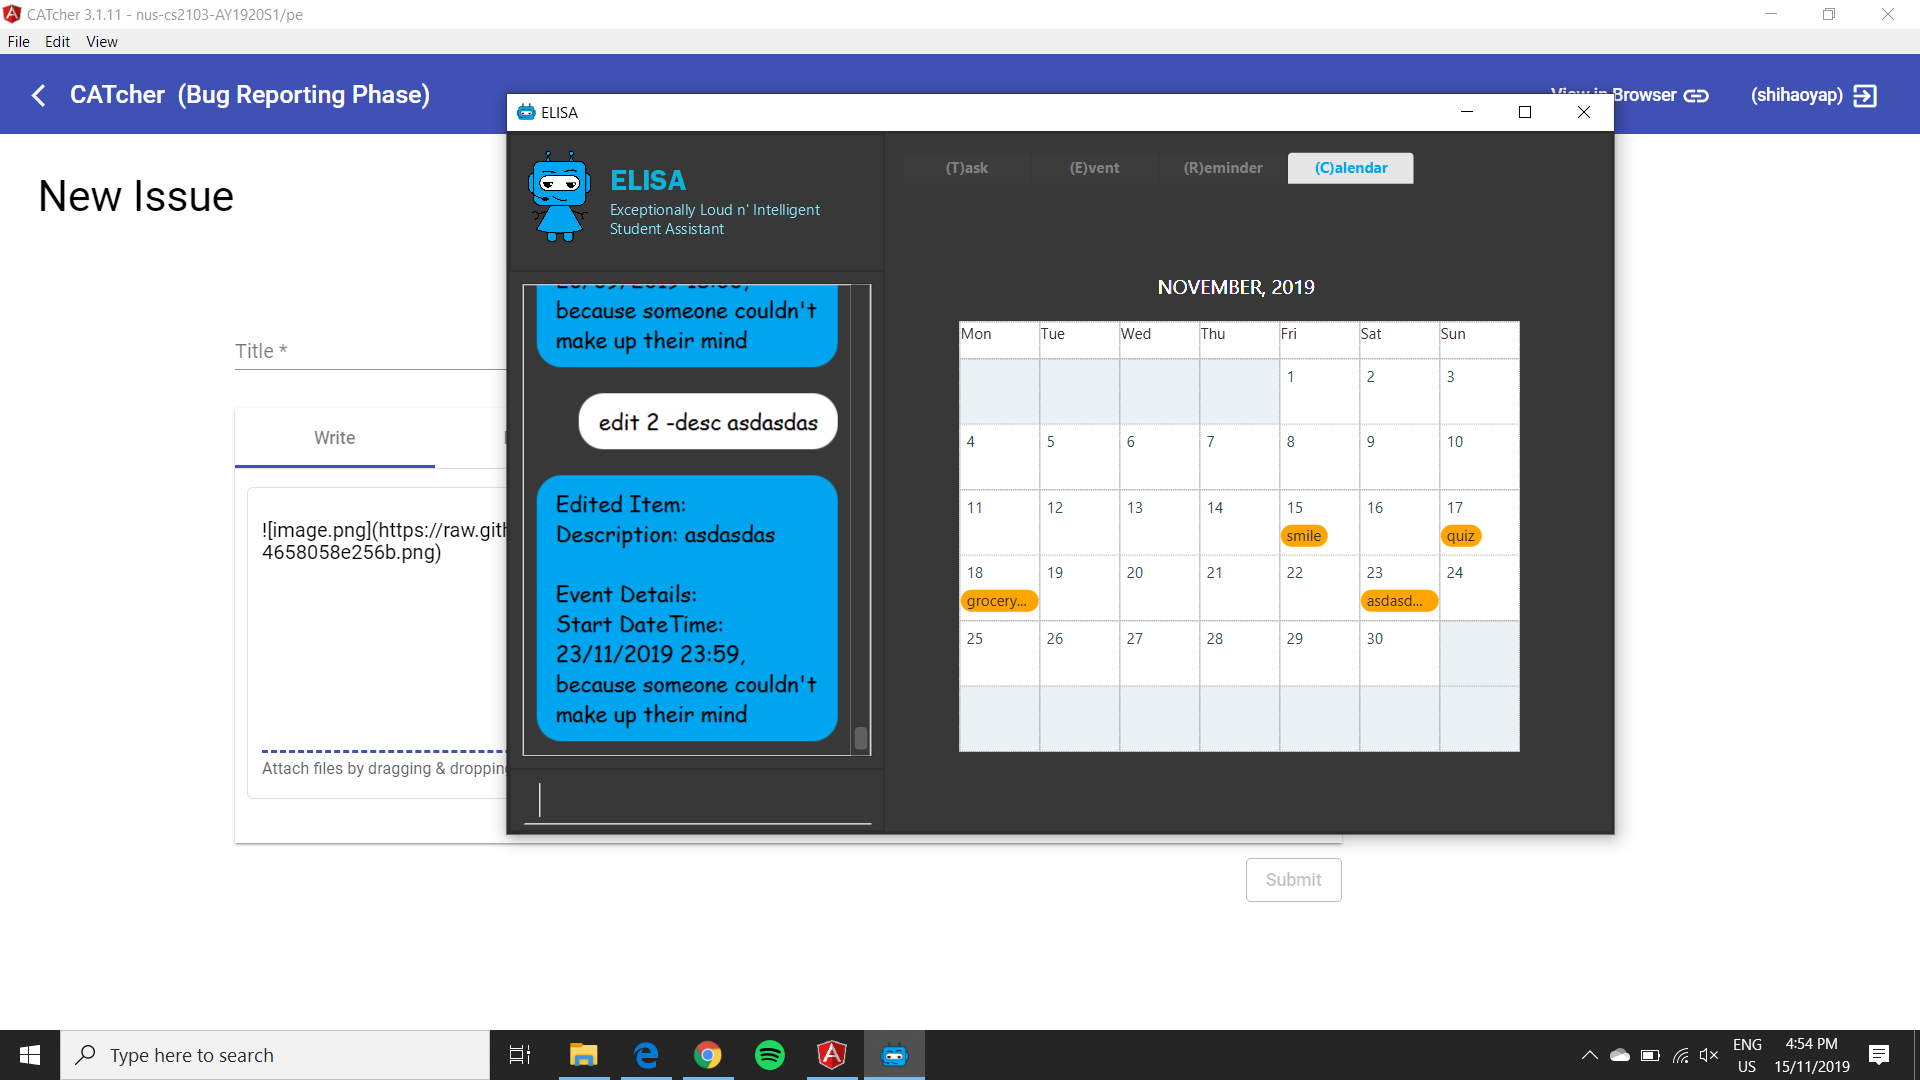 CATcher 3.1.11 - nus-cs2103-AY1920S1/pe
File Edit View
CATcher (Bug Reporting Phase)
Browser
(shihaoyap)
New Issue
Title *
Write
![image.png](https://raw.gith
4658058e256b.png)
Attach files by dragging & dropping
Submit
ELISA
ELISA
Exceptionally Loud n' Intelligent
Student Assistant
because someone couldn't
make up their mind
edit 2 -desc asdasdas
Edited Item:
Description: asdasdas
Event Details:
Start DateTime:
23/11/2019 23:59,
because someone couldn't
make up their mind
(T)ask (E)vent (R)eminder (C)alendar
NOVEMBER, 2019
Mon Tue Wed Thu Fri Sat Sun
1 2 3
4 5 6 7 8 9 10
11 12 13 14 15 16 17
smile quiz
18 19 20 21 22 23 24
grocery... asdasd...
25 26 27 28 29 30
Type here to search
ENG
US
4:54 PM
15/11/2019